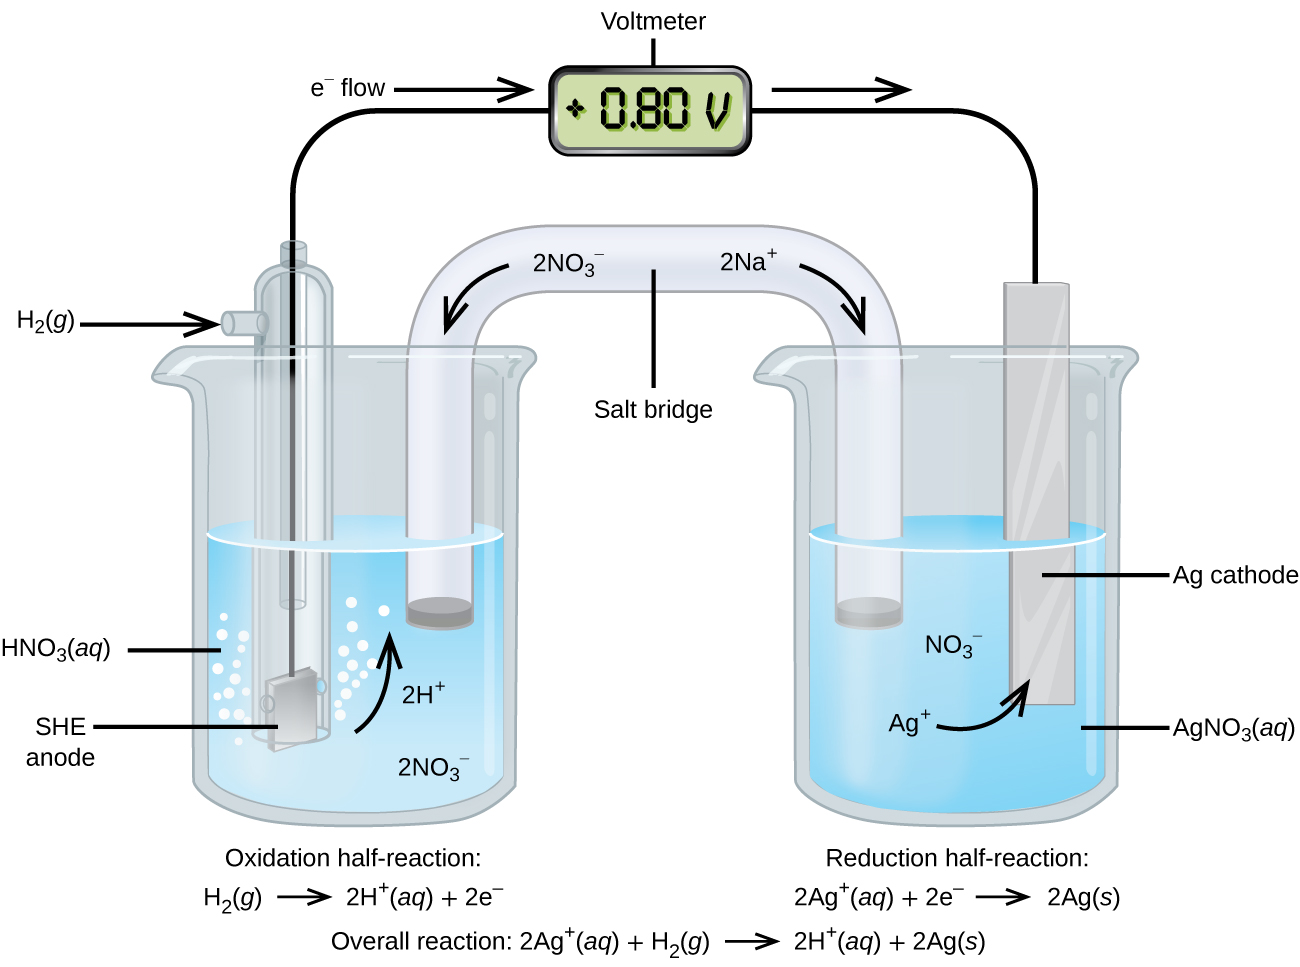 Voltmeter
e⁻ flow
+ 0.80 V
2NO₃⁻
2Na⁺
H₂(g)
Salt bridge
Ag cathode
HNO₃(aq)
NO₃⁻
2H⁺
SHE
anode
Ag⁺
AgNO₃(aq)
2NO₃⁻
Oxidation half-reaction:
Reduction half-reaction:
H₂(g) ⟶ 2H⁺(aq) + 2e⁻
2Ag⁺(aq) + 2e⁻ ⟶ 2Ag(s)
Overall reaction: 2Ag⁺(aq) + H₂(g) ⟶ 2H⁺(aq) + 2Ag(s)